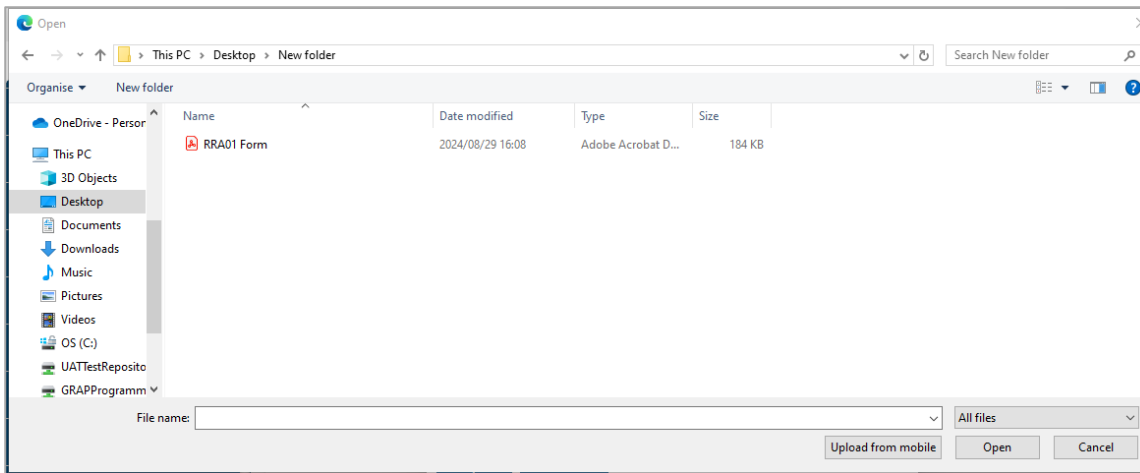 Open
This PC > Desktop > New folder
Search New folder
Organise New folder
Name Date modified Type Size
OneDrive - Person
RRA01 Form 2024/08/29 16:08 Adobe Acrobat D... 184 KB
This PC
3D Objects
Desktop
Documents
Downloads
Music
Pictures
Videos
OS (C:)
UATTestReposito
GRAPProgramm
File name: All files
Upload from mobile Open Cancel